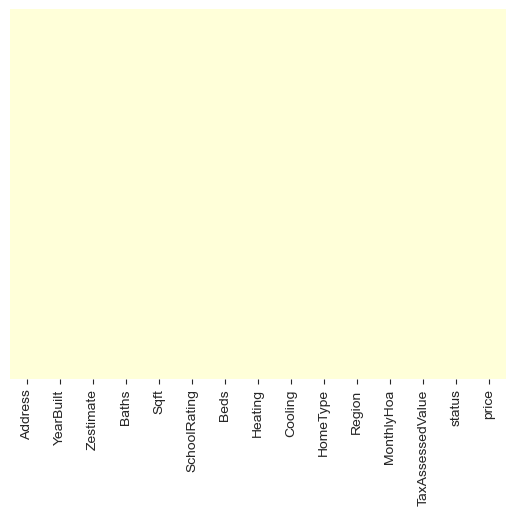 Address
YearBuilt
Zestimate
Baths
Sqft
SchoolRating
Beds
Heating
Cooling
HomeType
Region
MonthlyHoa
TaxAssessedValue
status
price